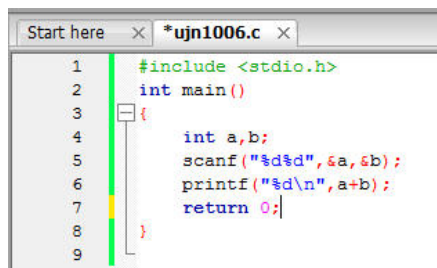 Start here × *ujn1006.c ×
1 #include <stdio.h>
2 int main()
3 {
4 int a,b;
5 scanf("%d%d",&a,&b);
6 printf("%d\n",a+b);
7 return 0;
8 }
9